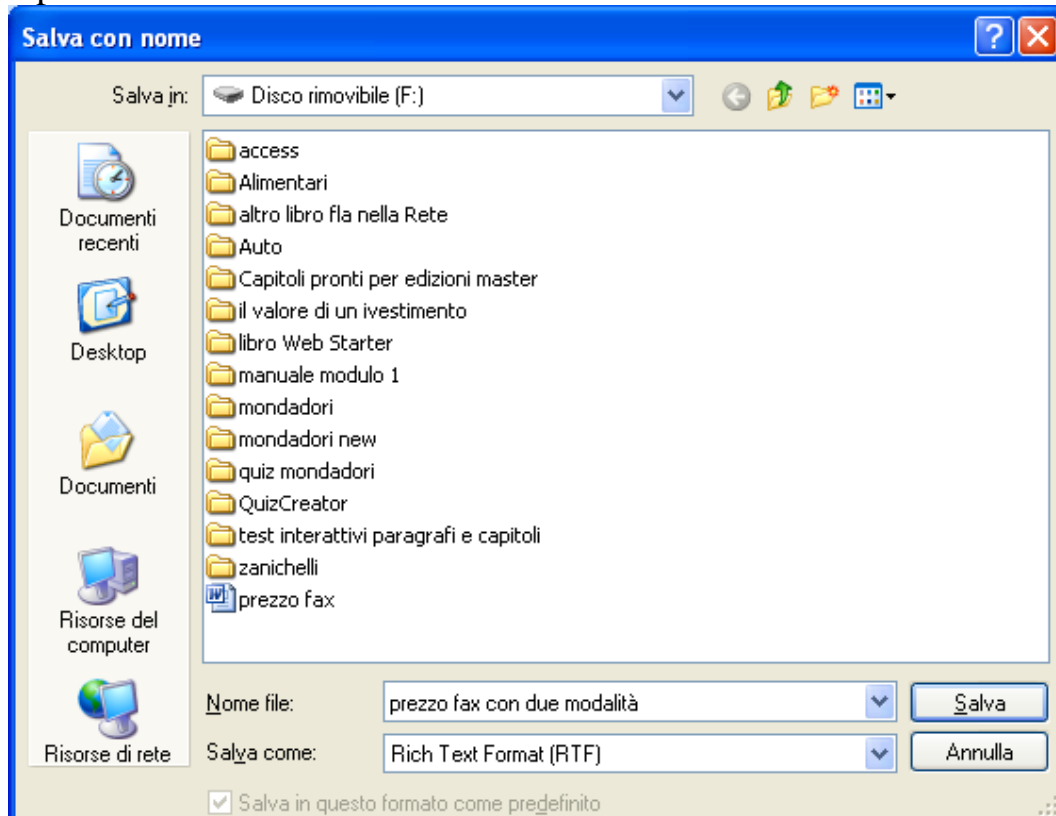 Salva con nome
Salva in:
Disco rimovibile (F:)
Documenti
recenti
Desktop
Documenti
Risorse del
computer
Risorse di rete
access
Alimentari
altro libro fla nella Rete
Auto
Capitoli pronti per edizioni master
il valore di un ivestimento
libro Web Starter
manuale modulo 1
mondadori
mondadori new
quiz mondadori
QuizCreator
test interattivi paragrafi e capitoli
zanichelli
prezzo fax
Nome file:
prezzo fax con due modalità
Salva
Salva come:
Rich Text Format (RTF)
Annulla
Salva in questo formato come predefinito